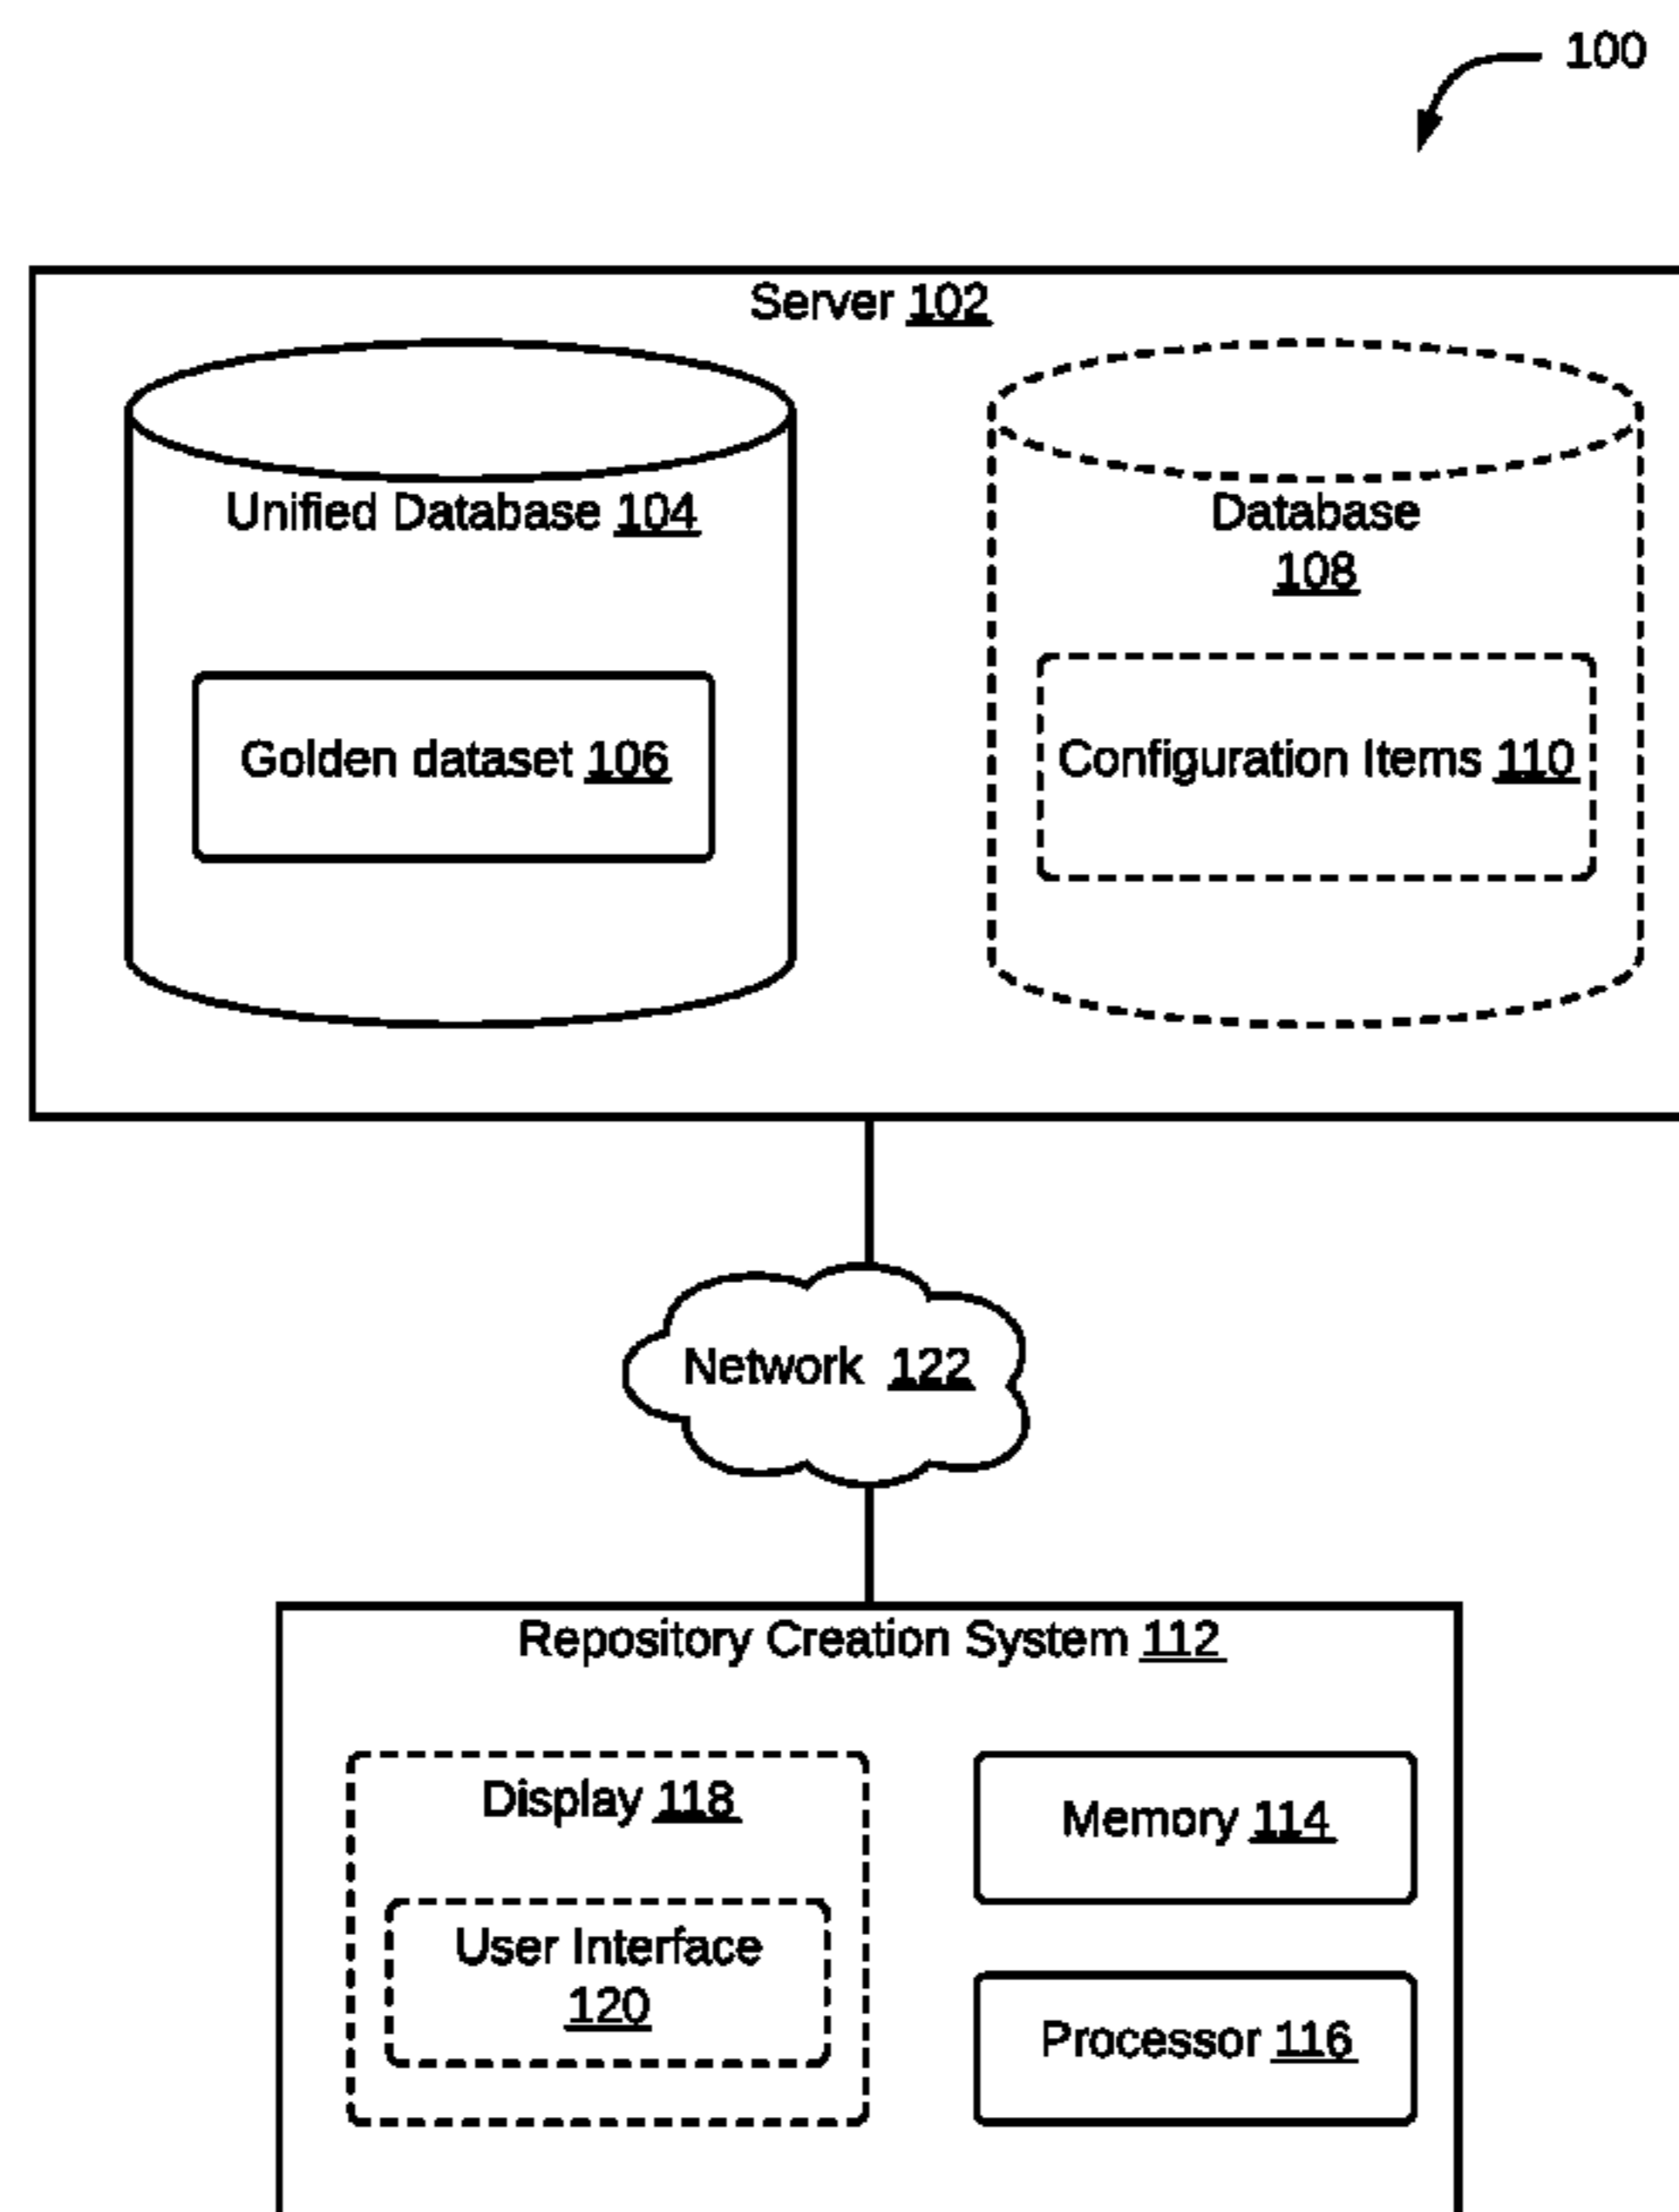 100
Server 102
Unified Database 104
Database
108
Golden dataset 106
Configuration Items 110
Network 122
Repository Creation System 112
Display 118
User Interface
120
Memory 114
Processor 116